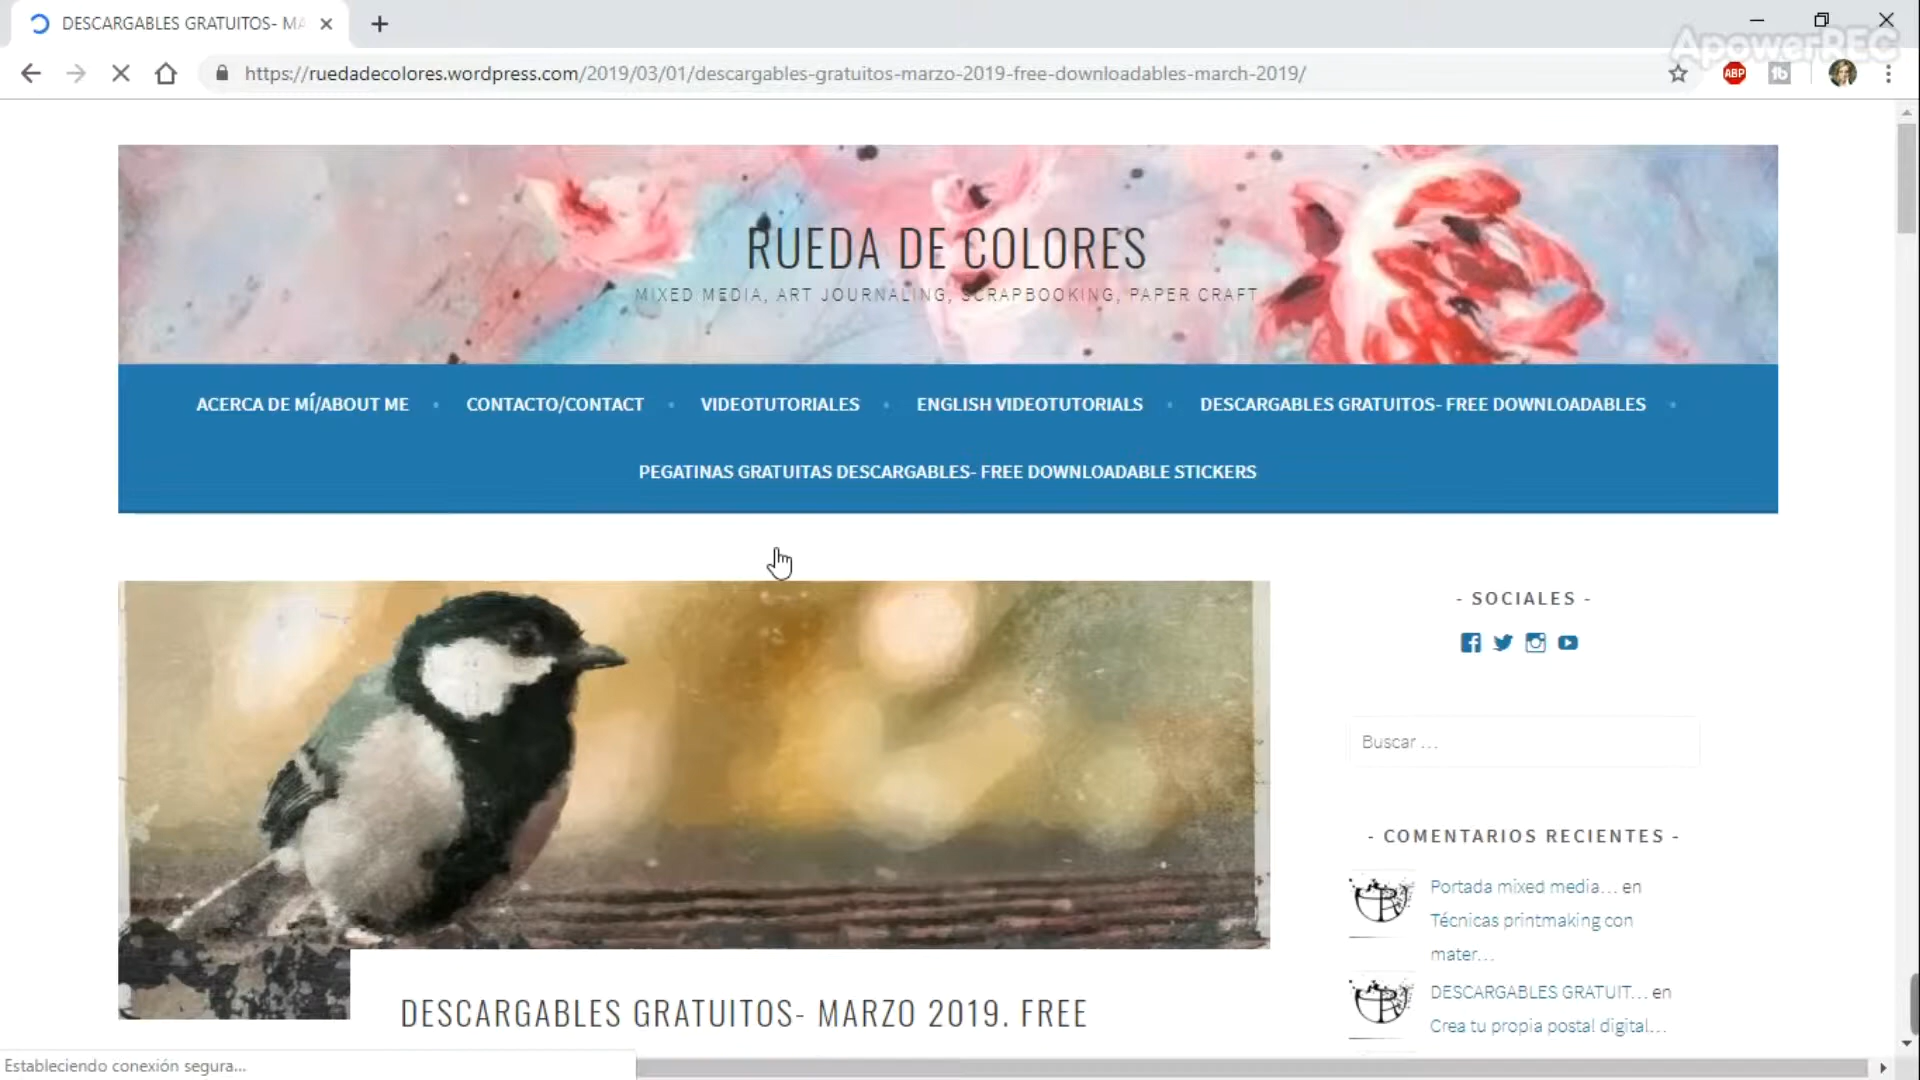 DESCARGABLES GRATUITOS- MA
ApowerREC
https://ruedadecolores.wordpress.com/2019/03/01/descargables-gratuitos-marzo-2019-free-downloadables-march-2019/
ABP
RUEDA DE COLORES
MIXED MEDIA, ART JOURNALING, SCRAPBOOKING, PAPER CRAFT
ACERCA DE MÍ/ABOUT ME
CONTACTO/CONTACT
VIDEOTUTORIALES
ENGLISH VIDEOTUTORIALS
DESCARGABLES GRATUITOS- FREE DOWNLOADABLES
PEGATINAS GRATUITAS DESCARGABLES- FREE DOWNLOADABLE STICKERS
- SOCIALES -
Buscar …
- COMENTARIOS RECIENTES -
Portada mixed media… en
Técnicas printmaking con
mater…
DESCARGABLES GRATUIT… en
Crea tu propia postal digital…
DESCARGABLES GRATUITOS- MARZO 2019. FREE
Estableciendo conexión segura...